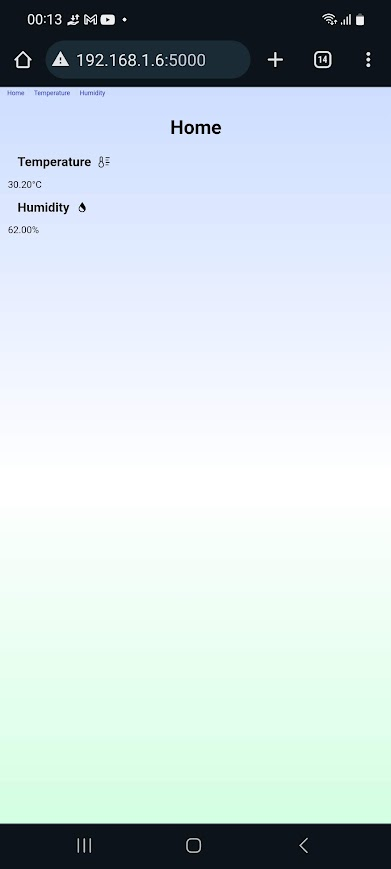 00:13
192.168.1.6:5000
14
Home Temperature Humidity
Home
Temperature
30.20°C
Humidity
62.00%